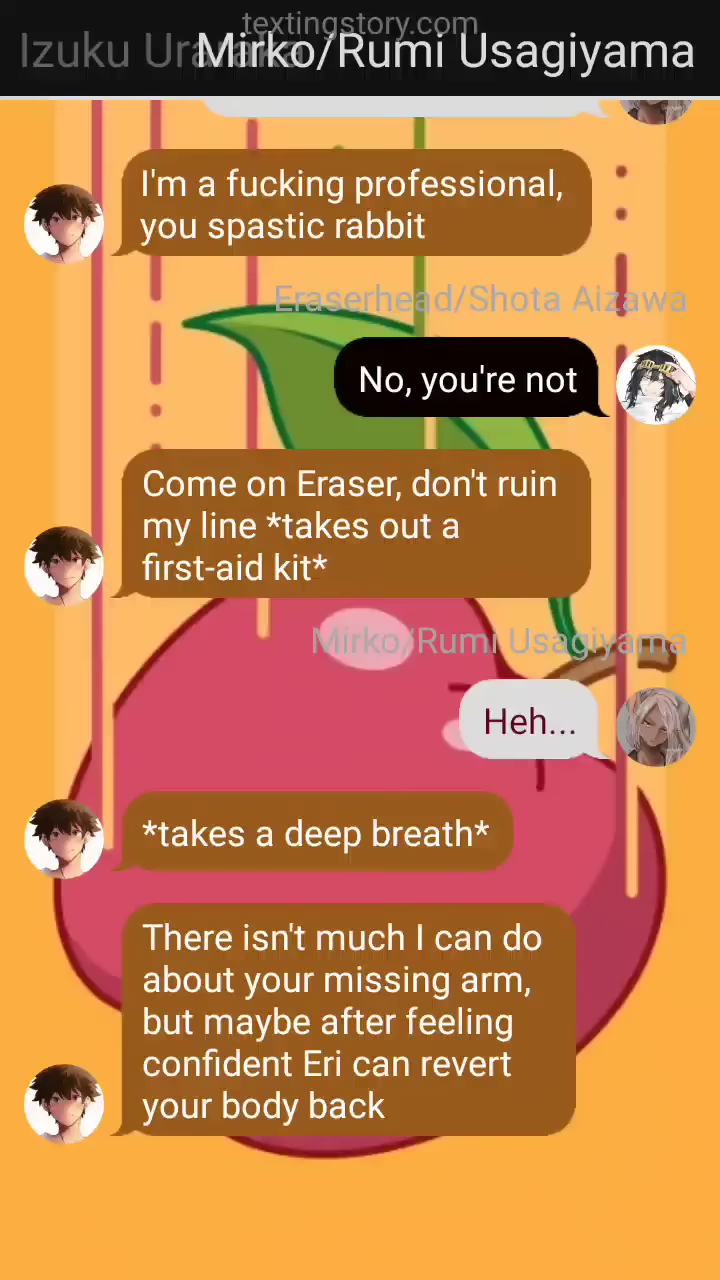 textingstory.com
Izuku Uraraka
Mirko/Rumi Usagiyama
I'm a fucking professional,
you spastic rabbit
Eraserhead/Shota Aizawa
No, you're not
Come on Eraser, don't ruin
my line *takes out a
first-aid kit*
Mirko/Rumi Usagiyama
Heh...
*takes a deep breath*
There isn't much I can do
about your missing arm,
but maybe after feeling
confident Eri can revert
your body back